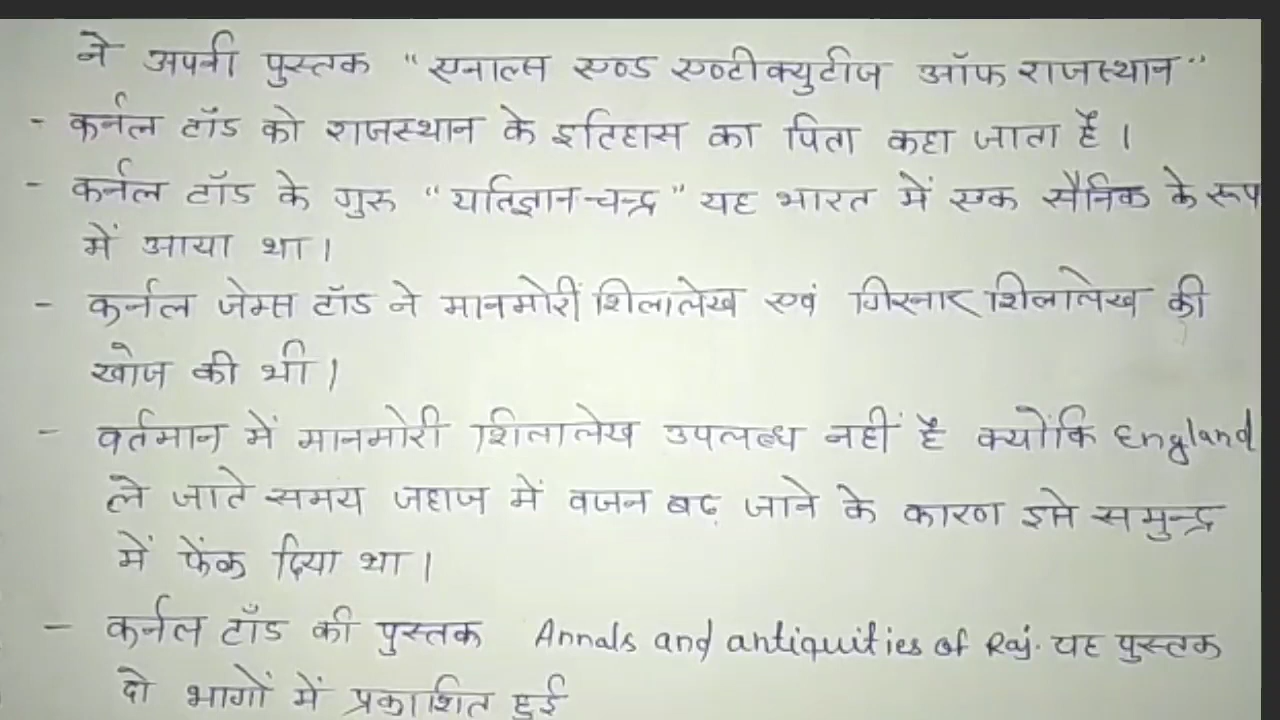 ने अपनी पुस्तक "एनाल्स एण्ड एण्टीक्युटीज ऑफ राजस्थान"
- कर्नल टॉड को राजस्थान के इतिहास का पिता कहा जाता है।
- कर्नल टॉड के गुरु "यतिज्ञान-चन्द्र" यह भारत में एक सैनिक के रूप
में आया था।
- कर्नल जेम्स टॉड ने मानमोरी शिलालेख एवं गिरनार शिलालेख की
खोज की थी।
- वर्तमान में मानमोरी शिलालेख उपलब्ध नहीं है क्योंकि England
ले जाते समय जहाज में वजन बढ़ जाने के कारण इसे समुन्द्र
में फेंक दिया था।
- कर्नल टॉड की पुस्तक Annals and antiquities of Raj. यह पुस्तक
दो भागों में प्रकाशित हुई